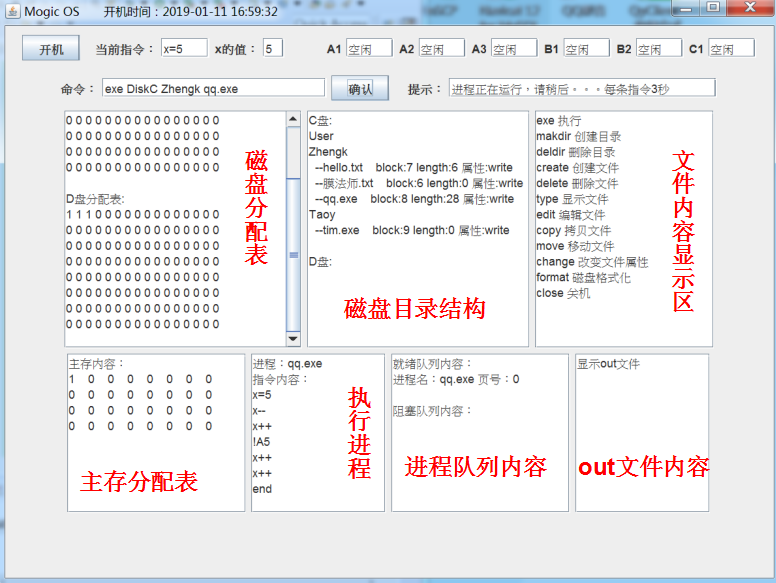 Mogic OS 开机时间：2019-01-11 16:59:32
开机 当前指令： x=5 x的值： 5 A1 空闲 A2 空闲 A3 空闲 B1 空闲 B2 空闲 C1 空闲
命令： exe DiskC Zhengk qq.exe 确认 提示： 进程正在运行，请稍后···每条指令3秒
0 0 0 0 0 0 0 0 0 0 0 0 0 0 0 0
0 0 0 0 0 0 0 0 0 0 0 0 0 0 0 0
0 0 0 0 0 0 0 0 0 0 0 0 0 0 0 0
0 0 0 0 0 0 0 0 0 0 0 0 0 0 0 0
D盘分配表:
1 1 1 0 0 0 0 0 0 0 0 0 0 0 0 0
0 0 0 0 0 0 0 0 0 0 0 0 0 0 0 0
0 0 0 0 0 0 0 0 0 0 0 0 0 0 0 0
0 0 0 0 0 0 0 0 0 0 0 0 0 0 0 0
0 0 0 0 0 0 0 0 0 0 0 0 0 0 0 0
0 0 0 0 0 0 0 0 0 0 0 0 0 0 0 0
0 0 0 0 0 0 0 0 0 0 0 0 0 0 0 0
0 0 0 0 0 0 0 0 0 0 0 0 0 0 0 0
磁盘分配表
C盘:
User
Zhengk
--hello.txt block:7 length:6 属性:write
--膜法师.txt block:6 length:0 属性:write
--qq.exe block:8 length:28 属性:write
Taoy
--tim.exe block:9 length:0 属性:write
D盘:
磁盘目录结构
exe 执行
makdir 创建目录
deldir 删除目录
create 创建文件
delete 删除文件
type 显示文件
edit 编辑文件
copy 拷贝文件
move 移动文件
change 改变文件属性
format 磁盘格式化
close 关机
文件内容显示区
主存内容：
1 0 0 0 0 0 0 0
0 0 0 0 0 0 0 0
0 0 0 0 0 0 0 0
0 0 0 0 0 0 0 0
主存分配表
进程：qq.exe
指令内容：
x=5
x--
x++
!A5
x++
x++
end
执行进程
就绪队列内容：
进程名：qq.exe 页号：0
阻塞队列内容：
进程队列内容
显示out文件
out文件内容